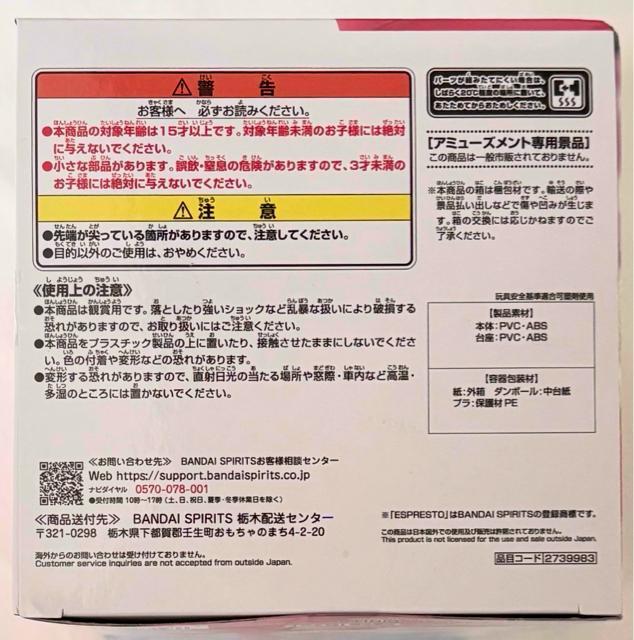 ⚠警告
お客様へ 必ずお読みください。
●本商品の対象年齢は15才以上です。対象年齢未満のお子様には絶対
に与えないでください。
●小さな部品があります。誤飲・窒息の危険がありますので、3才未満の
お子様には絶対に与えないでください。
⚠注意
●先端が尖っている箇所がありますので、注意してください。
●目的以外のご使用は、おやめください。
《使用上の注意》
●本商品は観賞用です。落としたり強いショックなど乱暴な扱いにより破損する
恐れがありますので、お取り扱いにはご注意ください。
●本商品をプラスチック製品の上に置いたり、接触させたままにしないでくださ
い。色の付着や変形などの恐れがあります。
●変形する恐れがありますので、直射日光の当たる場所や窓際・車内など高温・
多湿のところには置かないでください。
パーツが組みたてにくい場合は、
しばらく20℃程度の場所に置いて、
あたためてからおためしください。
【アミューズメント専用景品】
この商品は一般市販されておりません。
※本商品の箱は梱包材です。輸送の際や
景品払い出しなどで傷や凹みが生じま
す。箱の交換には応じかねますのでご
了承ください。
玩具安全基準適合可塑剤使用
【製品素材】
本体:PVC・ABS
台座:PVC・ABS
【容器包装材】
紙:外箱 ダンボール:中台紙
プラ:保護材PE
≪お問い合わせ先≫ BANDAI SPIRITSお客様相談センター
Web https://support.bandaispirits.co.jp/
ナビダイヤル 0570-078-001
●受付時間 10時〜17時(土、日、祝日、夏季・冬季休業日を除く)
≪商品送付先≫ BANDAI SPIRITS 栃木配送センター
〒321-0298 栃木県下都賀郡壬生町おもちゃのまち4-2-20
海外からのお問い合わせは受け付けておりません。
Customer service inquiries are not accepted from outside Japan.
※「ESPRESTO」はBANDAI SPIRITSの登録商標です。
この商品は日本国外での使用及び販売は許諾されておりません。
This product is not licensed for the use and sale outside Japan.
品目コード 2739983